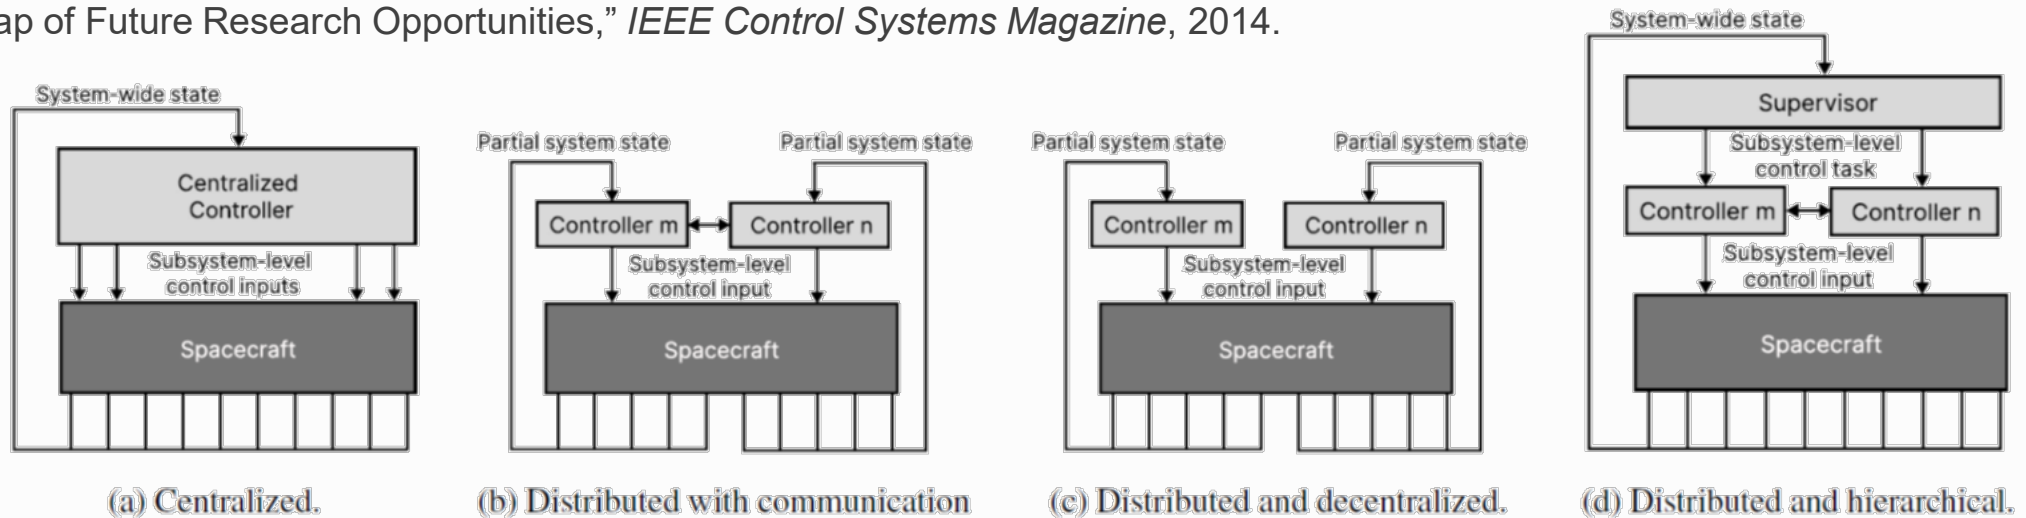 ap of Future Research Opportunities,” IEEE Control Systems Magazine, 2014.
System-wide state
Centralized
Controller
Subsystem-level
control inputs
Spacecraft
(a) Centralized.
Partial system state
Partial system state
Controller m
Controller n
Subsystem-level
control input
Spacecraft
(b) Distributed with communication
Partial system state
Partial system state
Controller m
Controller n
Subsystem-level
control input
Spacecraft
(c) Distributed and decentralized.
System-wide state
Supervisor
Subsystem-level
control task
Controller m
Controller n
Subsystem-level
control input
Spacecraft
(d) Distributed and hierarchical.